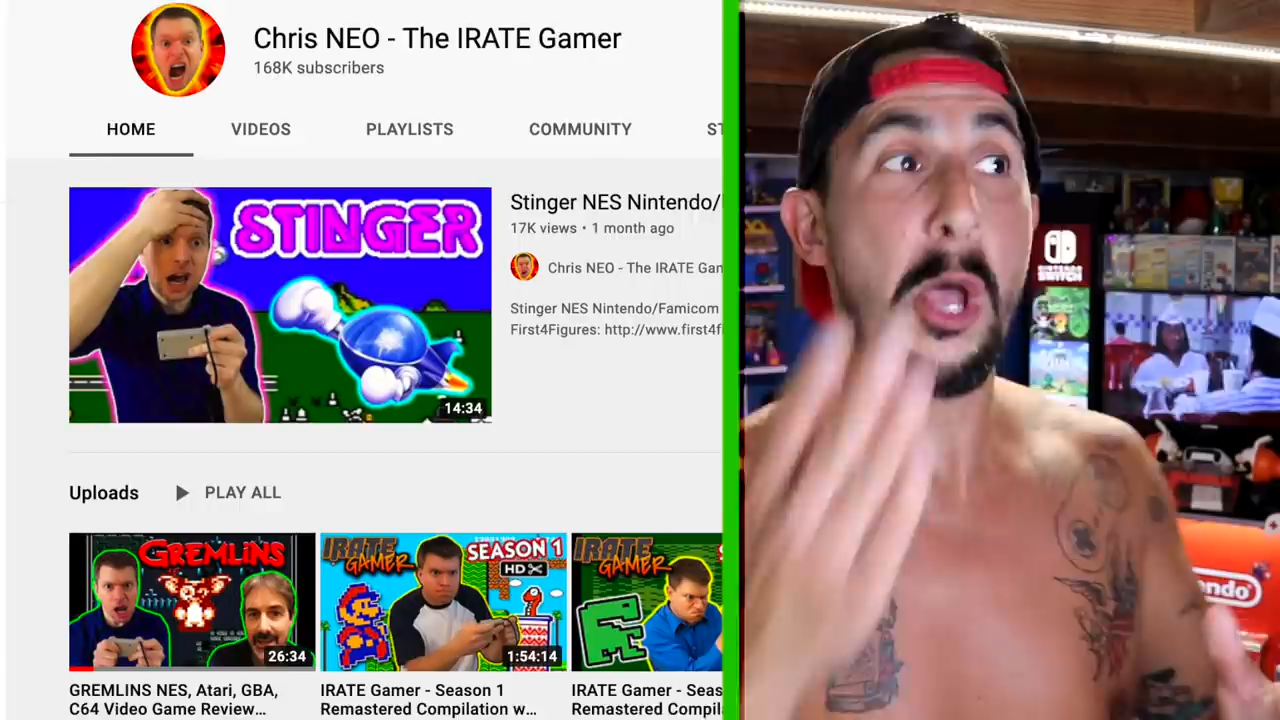 Chris NEO - The IRATE Gamer
168K subscribers
HOME VIDEOS PLAYLISTS COMMUNITY ST
STINGER
14:34
Stinger NES Nintendo/
17K views • 1 month ago
Chris NEO - The IRATE Gam
Stinger NES Nintendo/Famicom
First4Figures: http://www.first4f
Uploads PLAY ALL
GREMLINS
26:34
IRATE GAMER
SEASON 1
HD
1:54:14
IRATE GAMER
GREMLINS NES, Atari, GBA,
C64 Video Game Review...
IRATE Gamer - Season 1
Remastered Compilation w...
IRATE Gamer - Seas
Remastered Compil
NINTENDO
SWITCH
ndo